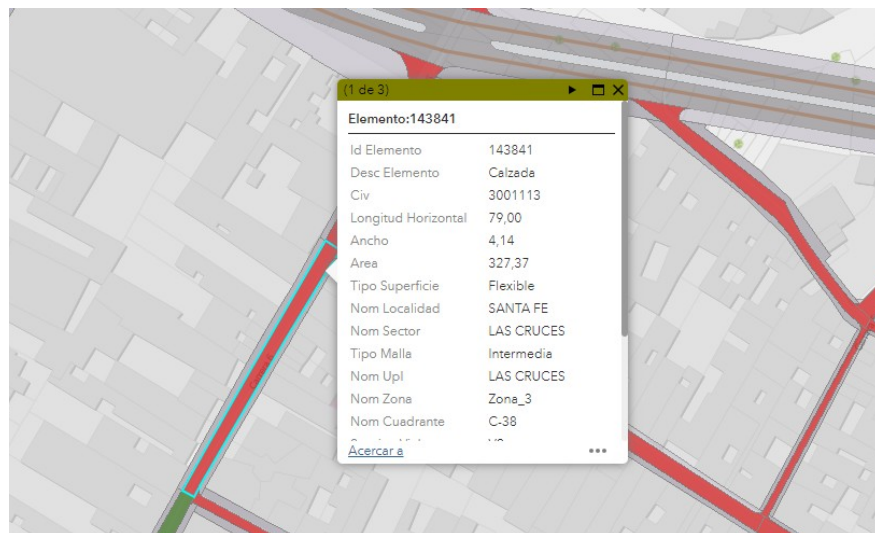 (1 de 3)
Elemento:143841
Id Elemento 143841
Desc Elemento Calzada
Civ 3001113
Longitud Horizontal 79,00
Ancho 4,14
Area 327,37
Tipo Superficie Flexible
Nom Localidad SANTA FE
Nom Sector LAS CRUCES
Tipo Malla Intermedia
Nom Upl LAS CRUCES
Nom Zona Zona_3
Nom Cuadrante C-38
Acercar a